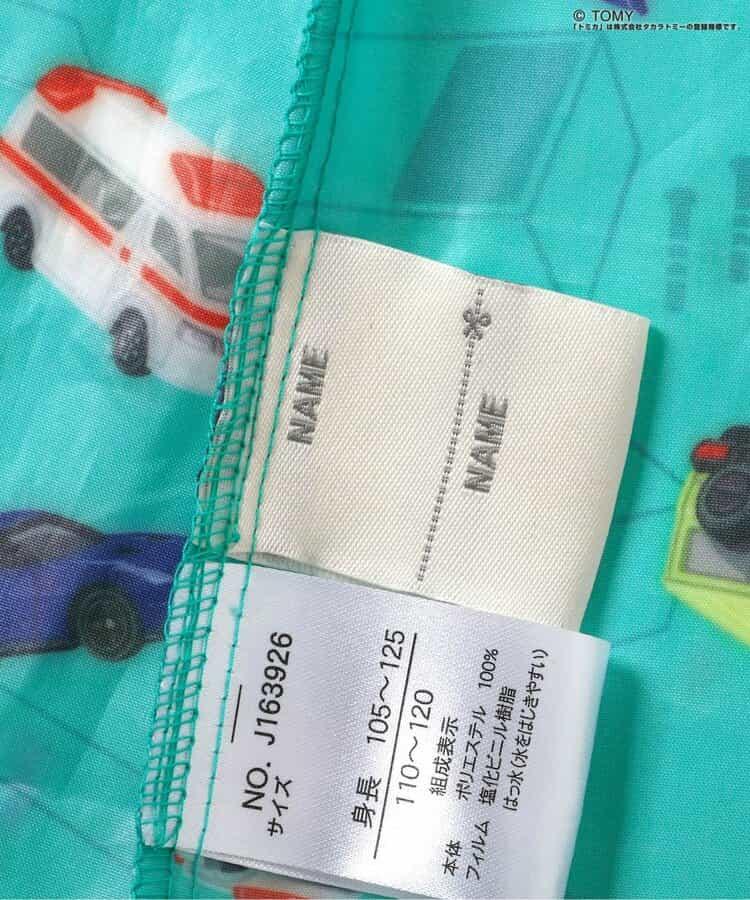 © TOMY
「トミカ」は株式会社タカラトミーの登録商標です。
NAME
NAME
NO. J163926
サイズ
身長 105～125
110～120
組成表示
本体 ポリエステル 100%
フィルム 塩化ビニル樹脂
はっ水(水をはじきやすい)